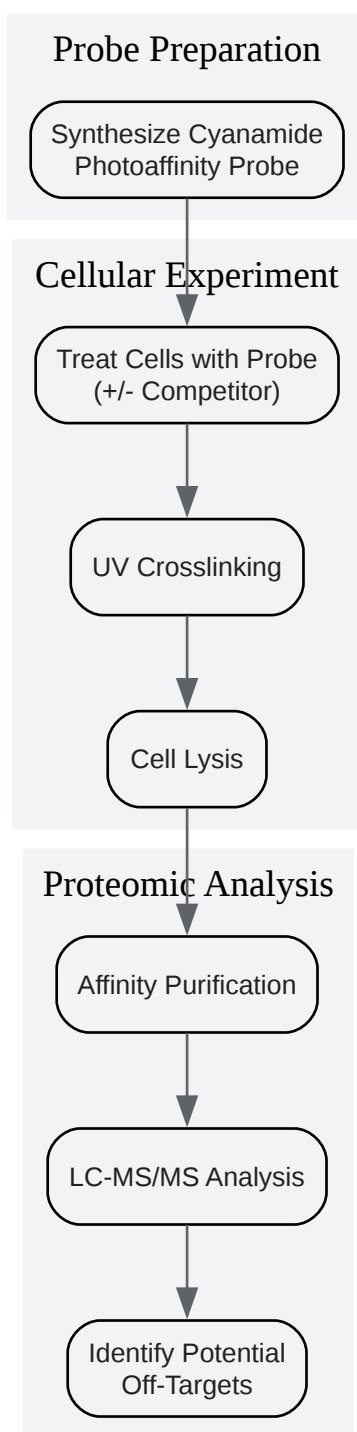 Probe Preparation
Synthesize Cyanamide
Photoaffinity Probe
Cellular Experiment
Treat Cells with Probe
(+/- Competitor)
UV Crosslinking
Cell Lysis
Proteomic Analysis
Affinity Purification
LC-MS/MS Analysis
Identify Potential
Off-Targets